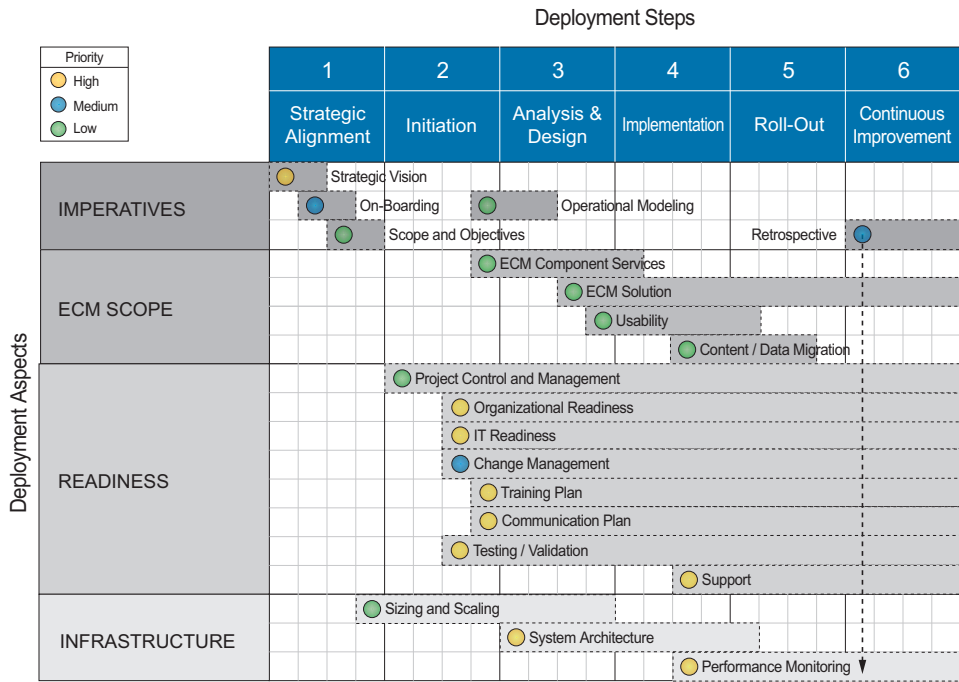 Deployment Steps
Priority
High
Medium
Low
1
2
3
4
5
6
Strategic
Alignment
Initiation
Analysis &
Design
Implementation
Roll-Out
Continuous
Improvement
Deployment Aspects
IMPERATIVES
Strategic Vision
On-Boarding
Operational Modeling
Scope and Objectives
Retrospective
ECM SCOPE
ECM Component Services
ECM Solution
Usability
Content / Data Migration
READINESS
Project Control and Management
Organizational Readiness
IT Readiness
Change Management
Training Plan
Communication Plan
Testing / Validation
Support
INFRASTRUCTURE
Sizing and Scaling
System Architecture
Performance Monitoring